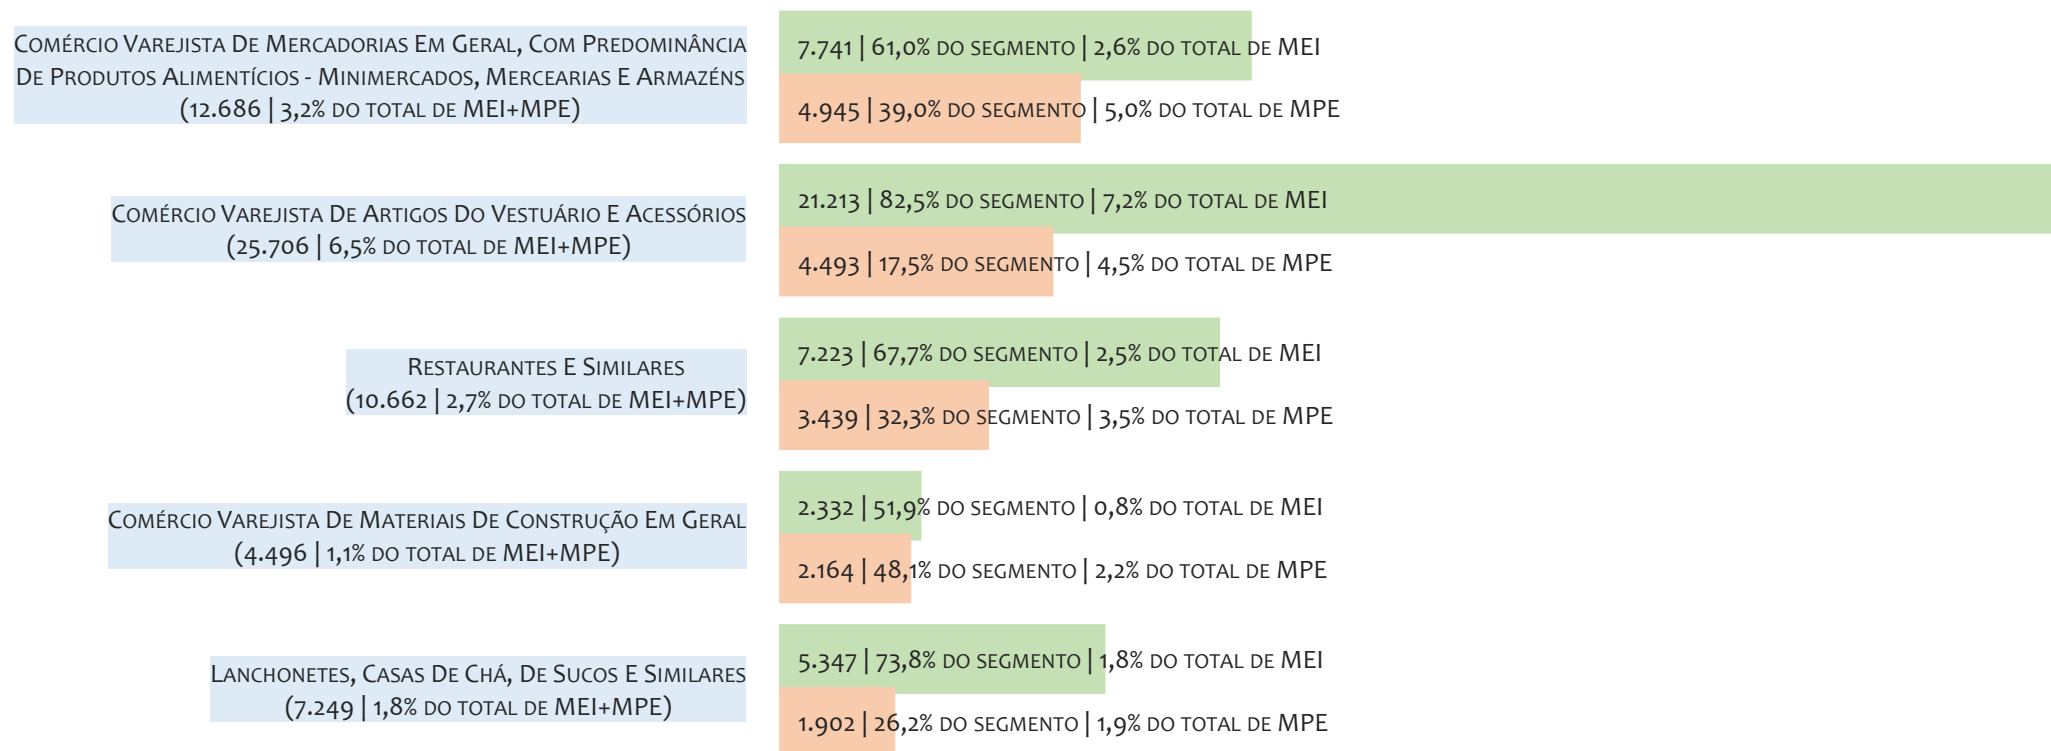 Comércio Varejista De Mercadorias Em Geral, Com Predominância
De Produtos Alimentícios - Minimercados, Mercearias E Armazéns
(12.686 | 3,2% do total de MEI+MPE)
7.741 | 61,0% do segmento | 2,6% do total de MEI
4.945 | 39,0% do segmento | 5,0% do total de MPE
Comércio Varejista De Artigos Do Vestuário E Acessórios
(25.706 | 6,5% do total de MEI+MPE)
21.213 | 82,5% do segmento | 7,2% do total de MEI
4.493 | 17,5% do segmento | 4,5% do total de MPE
Restaurantes E Similares
(10.662 | 2,7% do total de MEI+MPE)
7.223 | 67,7% do segmento | 2,5% do total de MEI
3.439 | 32,3% do segmento | 3,5% do total de MPE
Comércio Varejista De Materiais De Construção Em Geral
(4.496 | 1,1% do total de MEI+MPE)
2.332 | 51,9% do segmento | 0,8% do total de MEI
2.164 | 48,1% do segmento | 2,2% do total de MPE
Lanchonetes, Casas De Chá, De Sucos E Similares
(7.249 | 1,8% do total de MEI+MPE)
5.347 | 73,8% do segmento | 1,8% do total de MEI
1.902 | 26,2% do segmento | 1,9% do total de MPE